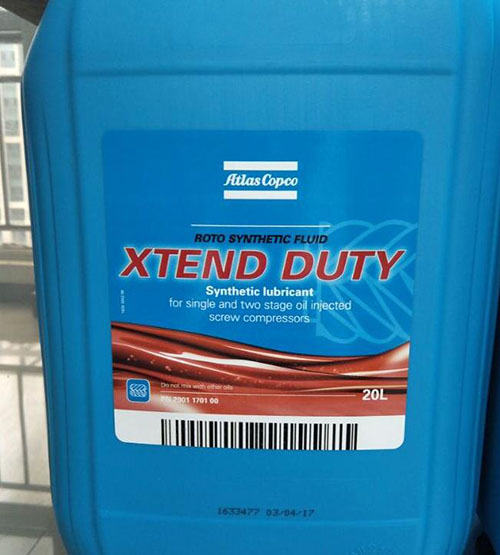 Atlas Copco
ROTO SYNTHETIC FLUID
XTEND DUTY
Synthetic lubricant
for single and two stage oil injected
screw compressors
Do not mix with other oils
PN 2901 1701 00
20L
1633477 03/04/17